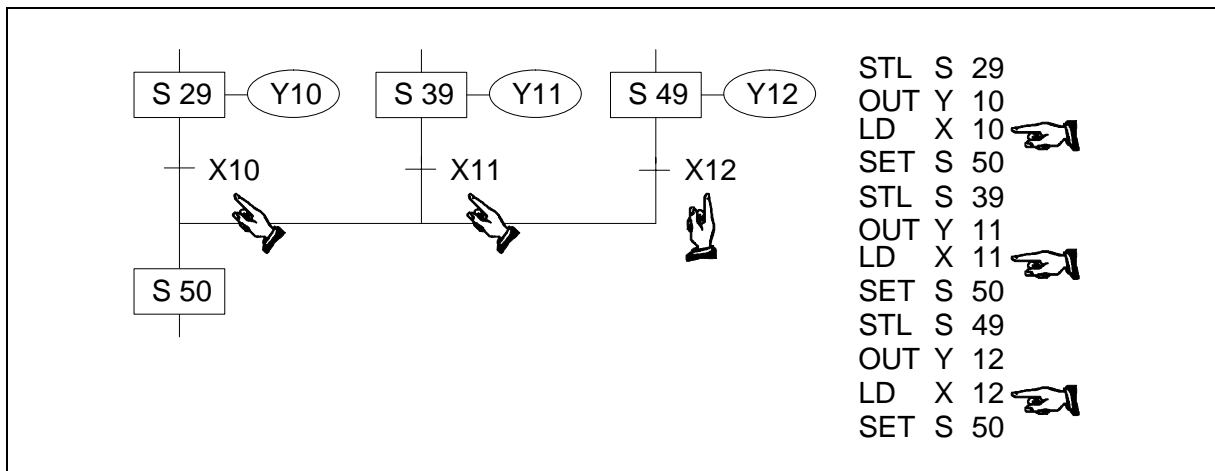 S 29 Y10 S 39 Y11 S 49 Y12
X10 X11 X12
S 50
STL S 29
OUT Y 10
LD X 10
SET S 50
STL S 39
OUT Y 11
LD X 11
SET S 50
STL S 49
OUT Y 12
LD X 12
SET S 50